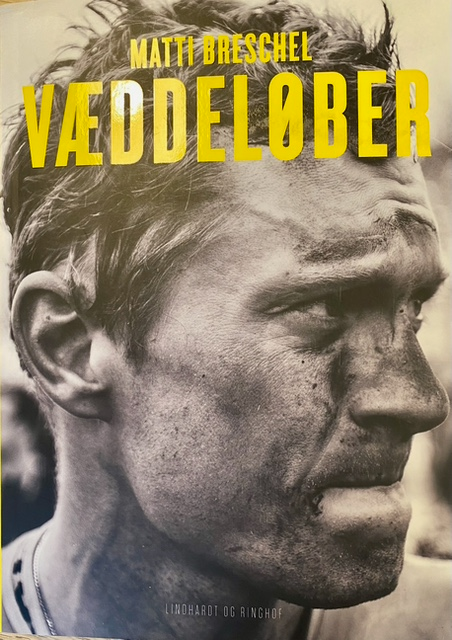 MATTI BRESCHEL
VÆDDELØBER
LINDHARDT OG RINGHOF